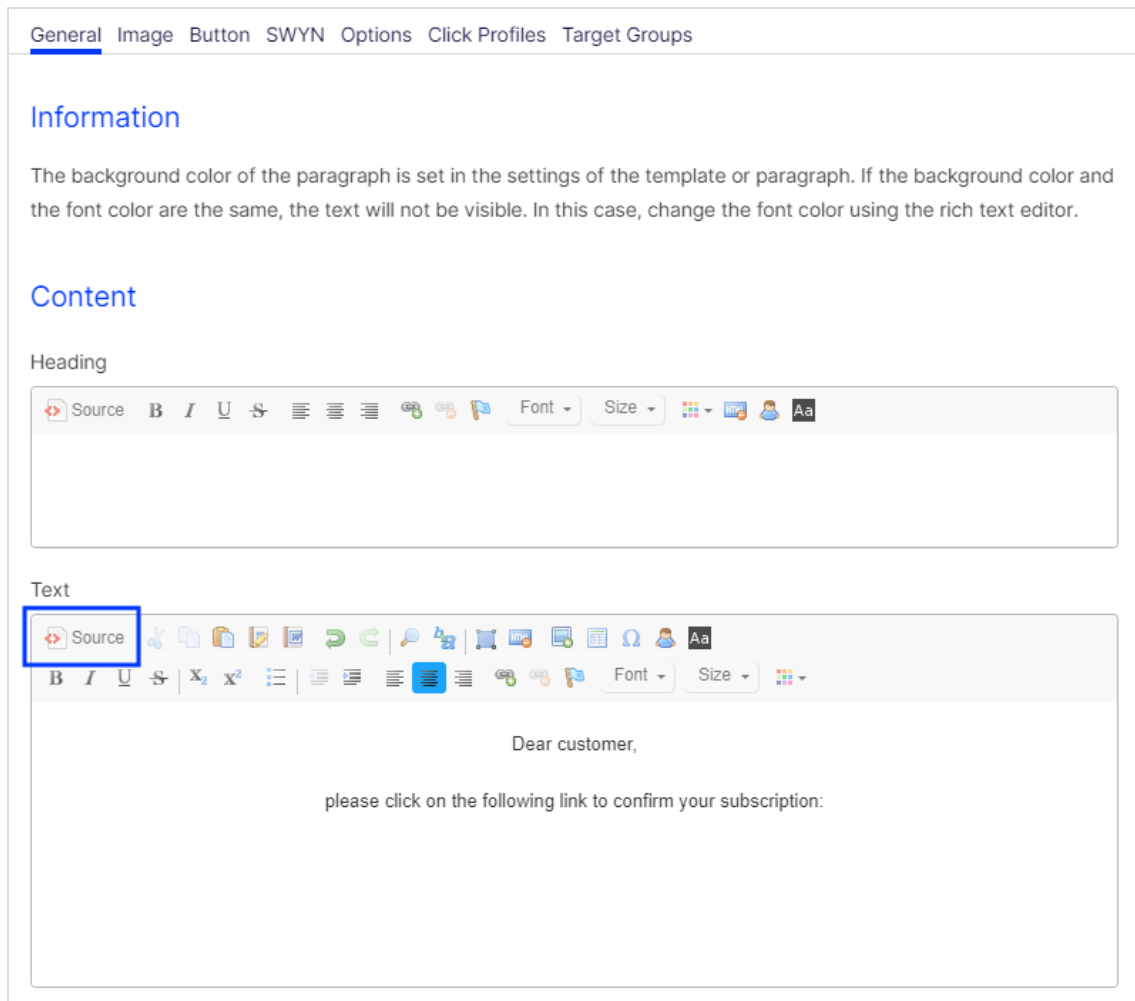 General Image Button SWYN Options Click Profiles Target Groups
Information
The background color of the paragraph is set in the settings of the template or paragraph. If the background color and
the font color are the same, the text will not be visible. In this case, change the font color using the rich text editor.
Content
Heading
Source B I U S Font Size HTML Aa
Text
Source W b a HTML Ω Aa
B I U S X₂ X² Font Size
Dear customer,
please click on the following link to confirm your subscription: